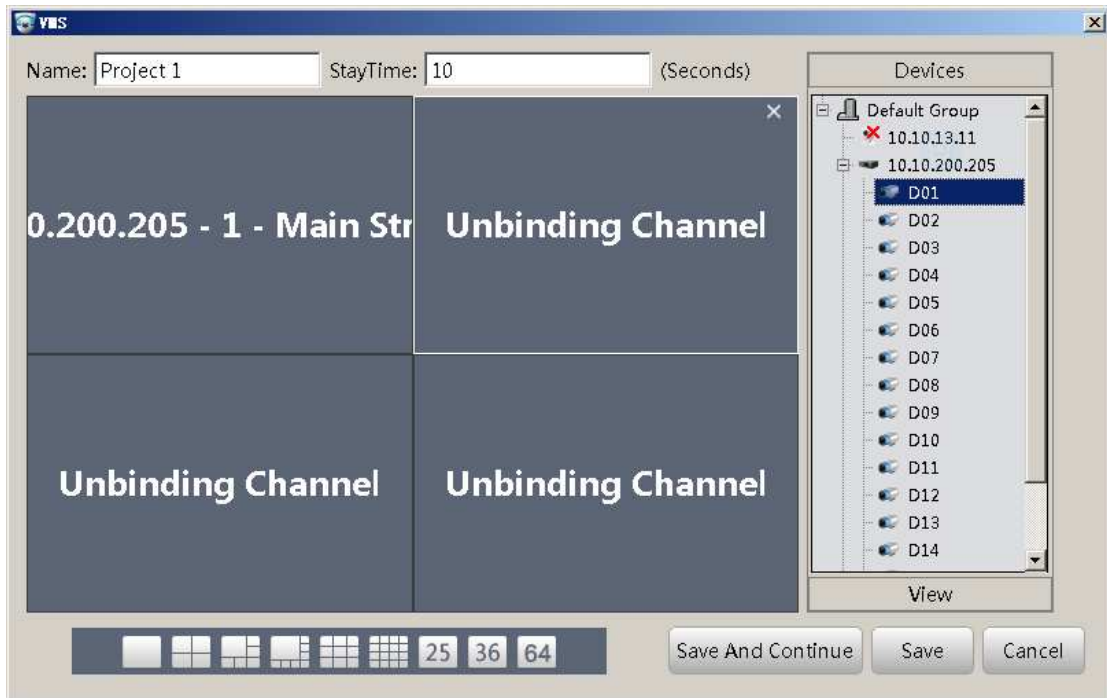 VMS
Name: Project 1 StayTime: 10 (Seconds)
Devices
Default Group
10.10.13.11
10.10.200.205
D01
D02
D03
D04
D05
D06
D07
D08
D09
D10
D11
D12
D13
D14
View
0.200.205 - 1 - Main Str
Unbinding Channel
Unbinding Channel
Unbinding Channel
25 36 64
Save And Continue Save Cancel